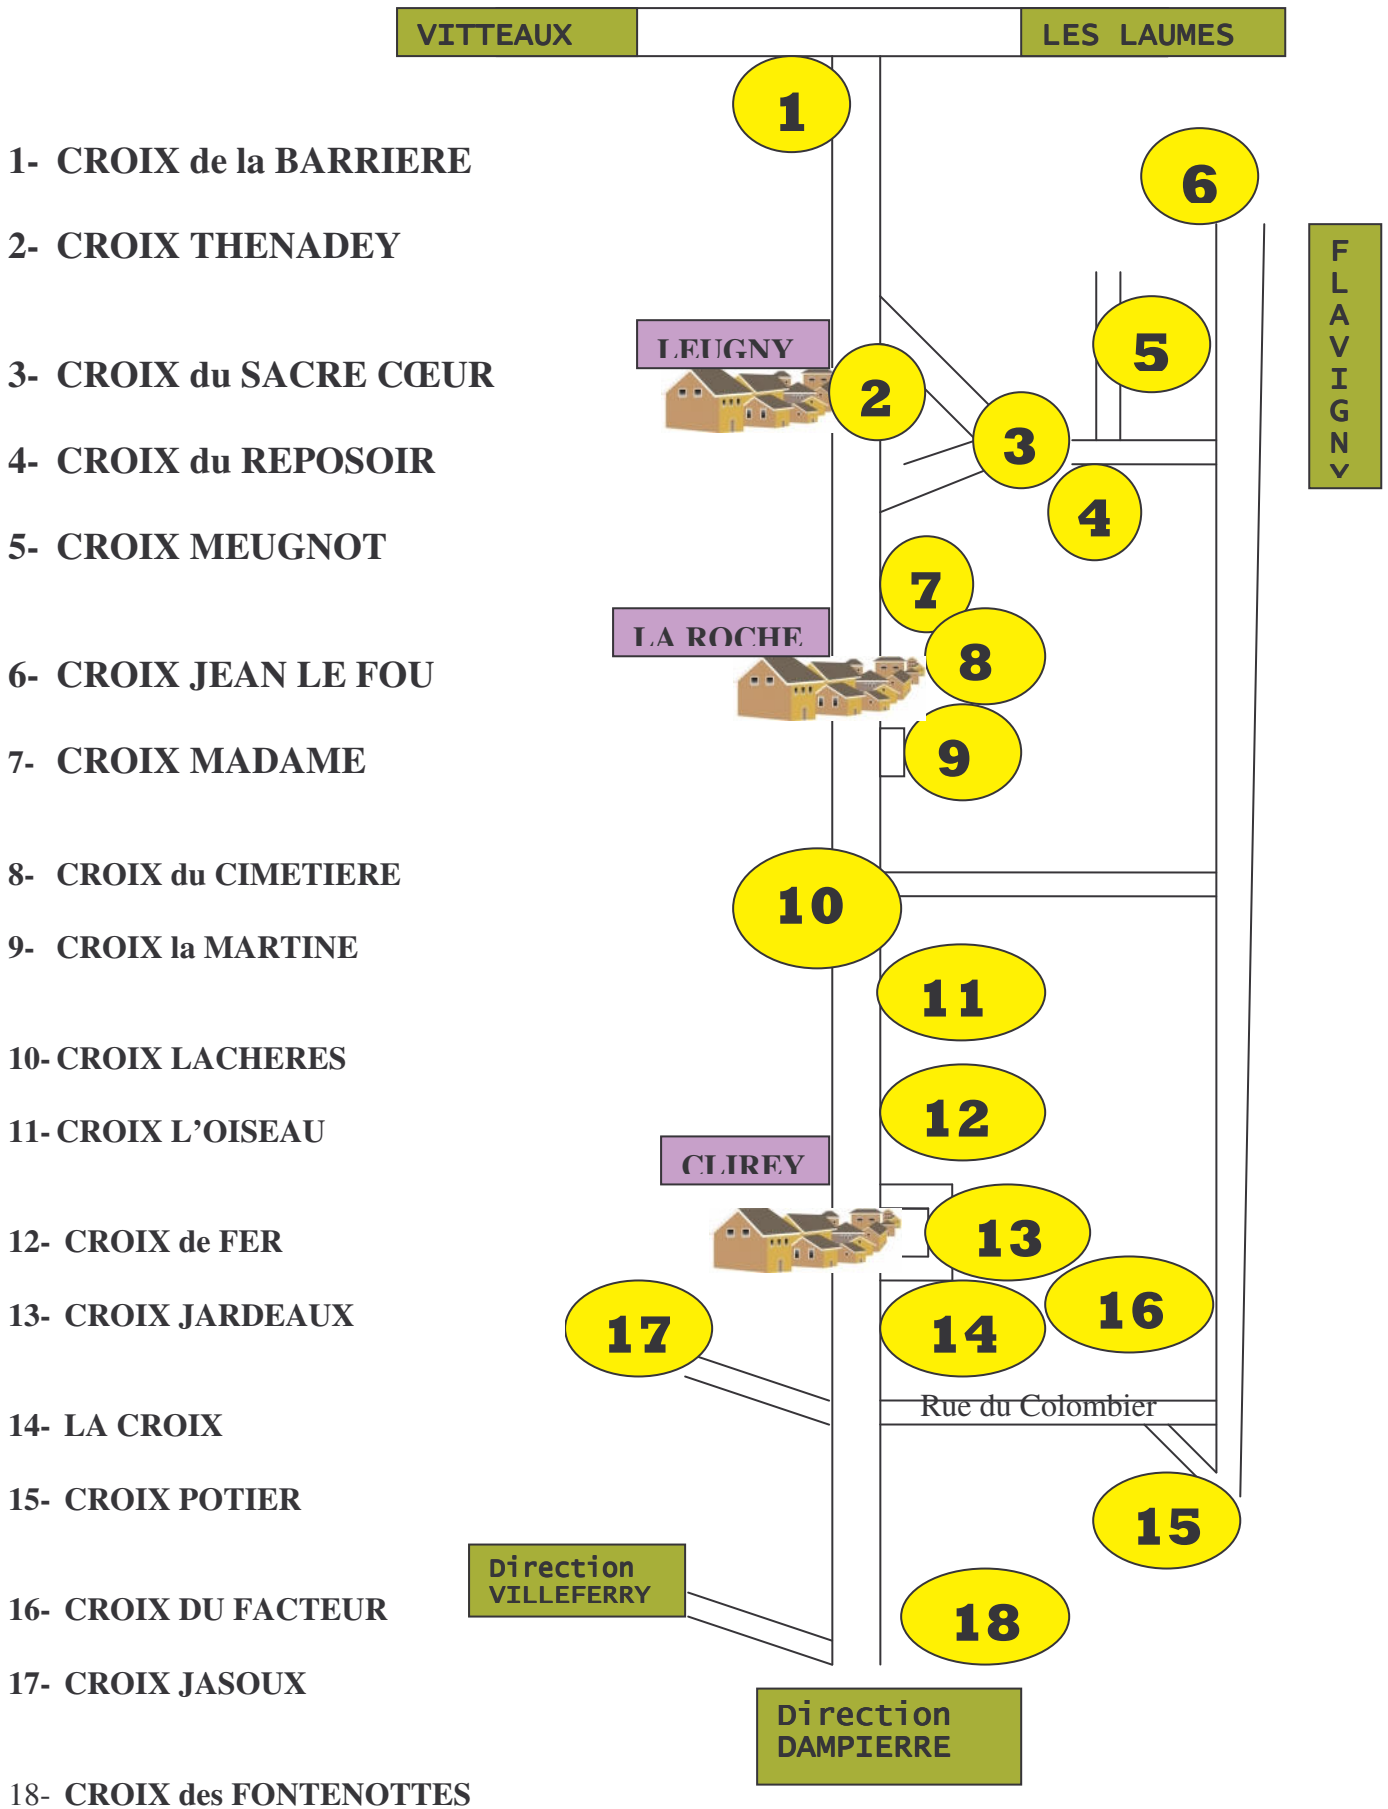 VITTEAUX
LES LAUMES
1
1- CROIX de la BARRIERE
6
2- CROIX THENADEY
FLAVIGNY
LEUGNY
5
3- CROIX du SACRE CŒUR
2
3
4- CROIX du REPOSOIR
4
5- CROIX MEUGNOT
7
LA ROCHE
8
6- CROIX JEAN LE FOU
7- CROIX MADAME
9
8- CROIX du CIMETIERE
10
9- CROIX la MARTINE
11
10- CROIX LACHERES
12
11- CROIX L’OISEAU
CLIREY
12- CROIX de FER
13
13- CROIX JARDEAUX
16
17
14
Rue du Colombier
14- LA CROIX
15- CROIX POTIER
15
Direction
VILLEFERRY
16- CROIX DU FACTEUR
18
17- CROIX JASOUX
Direction
DAMPIERRE
18- CROIX des FONTENOTTES